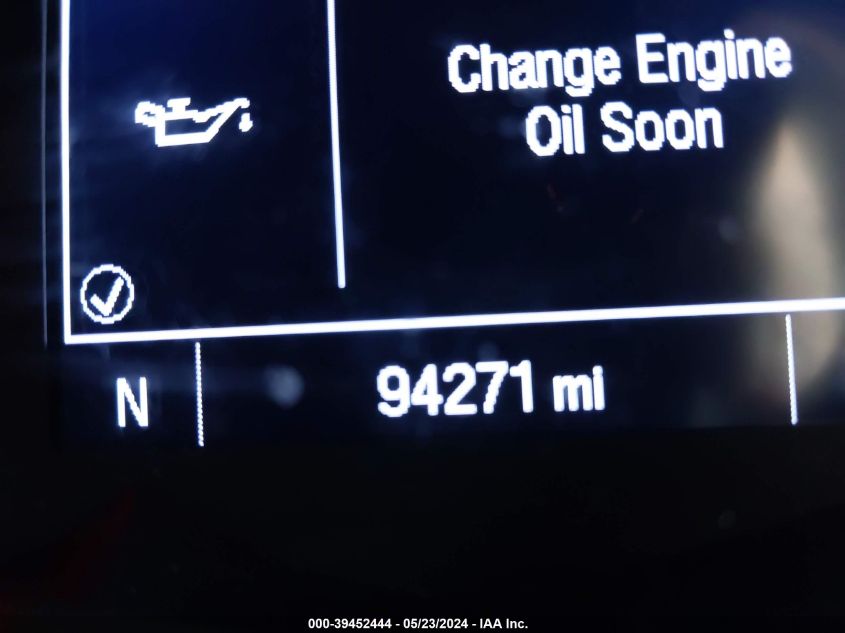 Change Engine
Oil Soon
N
94271 mi
000-39452444 - 05/23/2024 - IAA Inc.